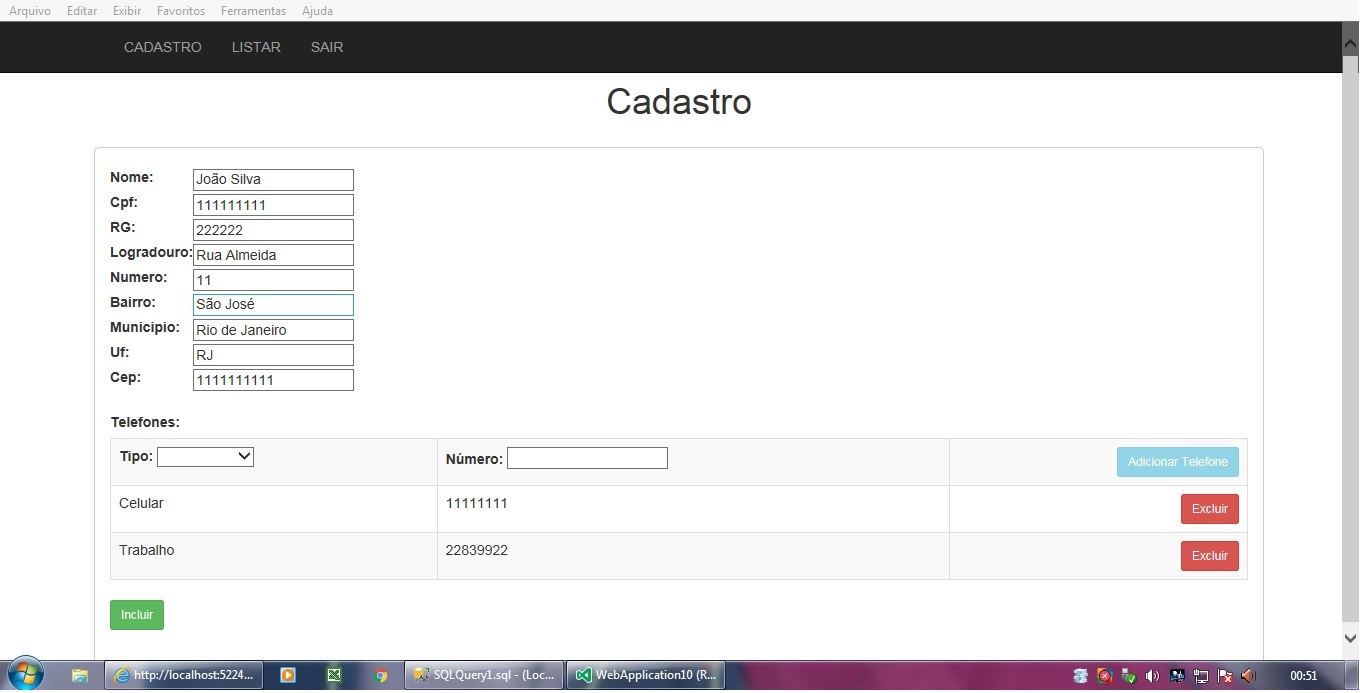 Arquivo Editar Exibir Favoritos Ferramentas Ajuda
CADASTRO LISTAR SAIR
Cadastro
Nome: João Silva
Cpf: 111111111
RG: 222222
Logradouro: Rua Almeida
Numero: 11
Bairro: São José
Municipio: Rio de Janeiro
Uf: RJ
Cep: 1111111111
Telefones:
Tipo: Número: Adicionar Telefone
Celular 11111111 Excluir
Trabalho 22839922 Excluir
Incluir
http://localhost:5224... SQLQuery1.sql - (Loc... WebApplication10 (R... 00:51